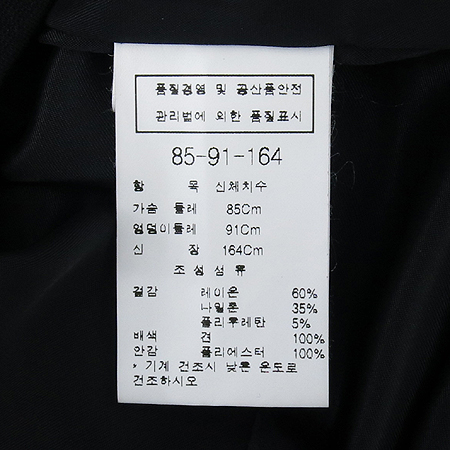 품질경영 및 공산품안전
관리법에 의한 품질표시
85-91-164
항 목 신체치수
가슴 둘레 85Cm
엉덩이둘레 91Cm
신 장 164Cm
조성섬유
겉감 레이온 60%
나일론 35%
폴리우레탄 5%
배색 견 100%
안감 폴리에스터 100%
* 기계 건조시 낮은 온도로
건조하시오